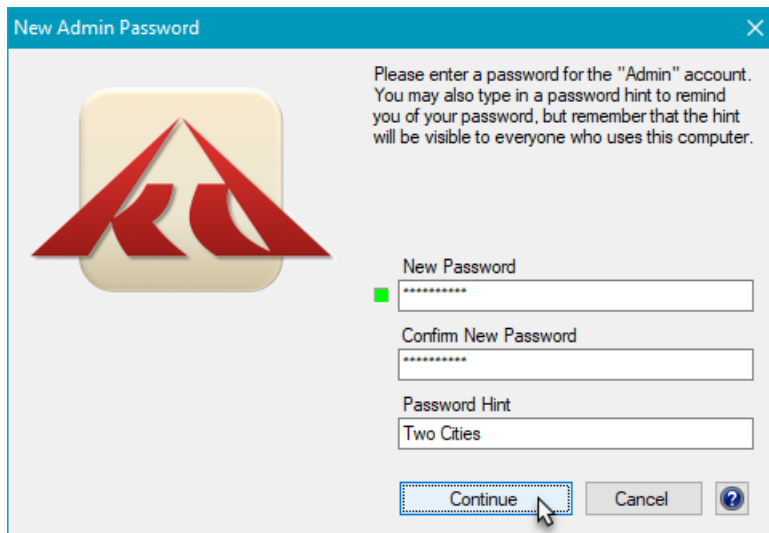 New Admin Password
Please enter a password for the "Admin" account.
You may also type in a password hint to remind
you of your password, but remember that the hint
will be visible to everyone who uses this computer.
New Password
**********
Confirm New Password
**********
Password Hint
Two Cities
Continue
Cancel
?